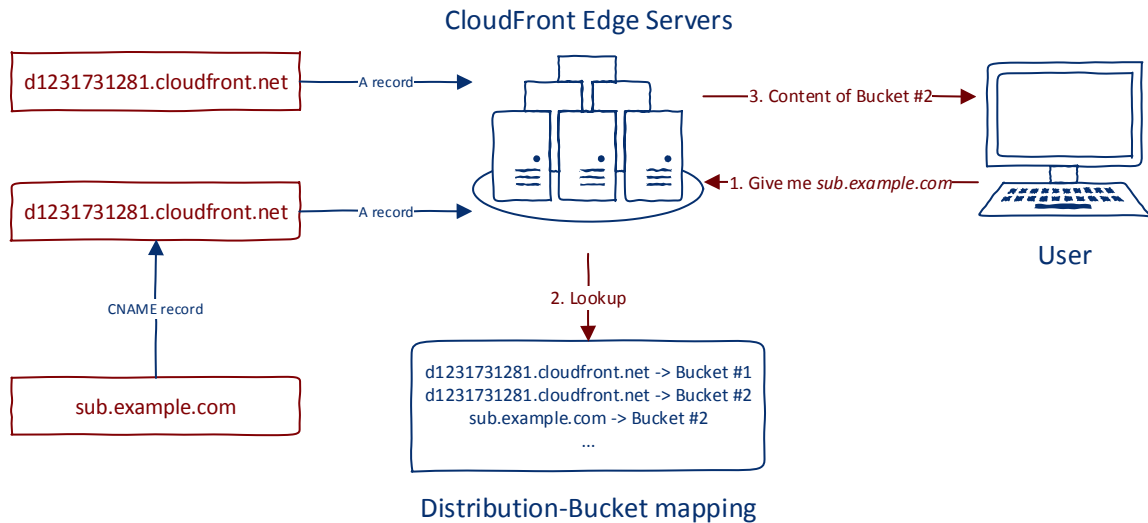 CloudFront Edge Servers
d1231731281.cloudfront.net
A record
3. Content of Bucket #2
1. Give me sub.example.com
d1231731281.cloudfront.net
A record
User
CNAME record
2. Lookup
sub.example.com
d1231731281.cloudfront.net -> Bucket #1
d1231731281.cloudfront.net -> Bucket #2
sub.example.com -> Bucket #2
...
Distribution-Bucket mapping